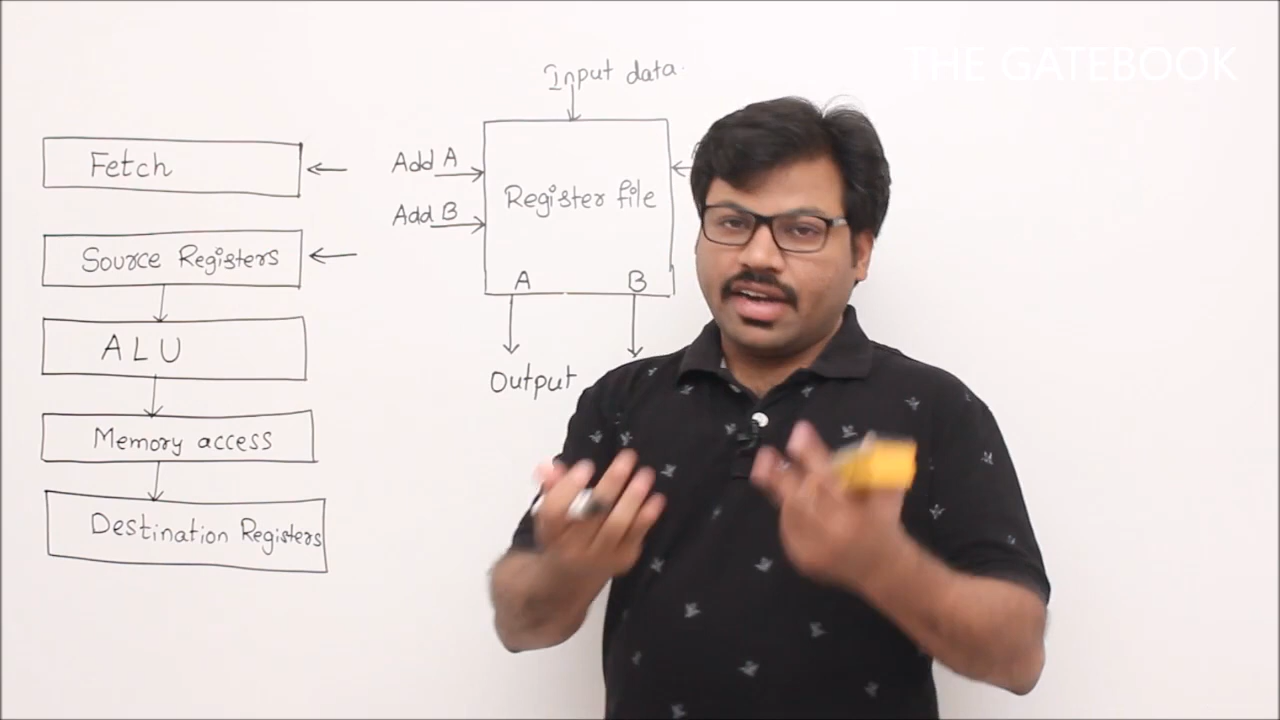 THE GATEBOOK
Input data.
Fetch
Add A
Add B
Register file
Source Registers
A
B
ALU
Output
Memory access
Destination Registers